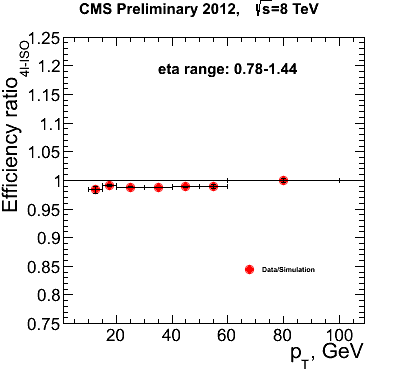 CMS Preliminary 2012, √s=8 TeV
eta range: 0.78-1.44
Efficiency ratio 4l-ISO
1.25
1.2
1.15
1.1
1.05
1
0.95
0.9
0.85
0.8
0.75
Data/Simulation
20 40 60 80 100
pT, GeV